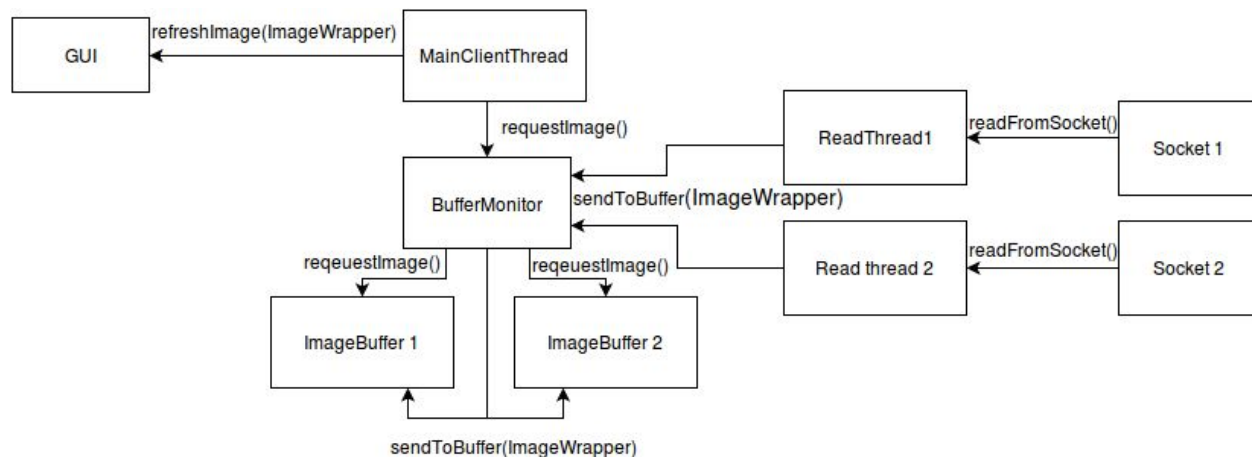 refreshImage(ImageWrapper)
GUI
MainClientThread
requestImage()
ReadThread1
readFromSocket()
Socket 1
BufferMonitor
sendToBuffer(ImageWrapper)
Read thread 2
readFromSocket()
Socket 2
reqeuestImage()
reqeuestImage()
ImageBuffer 1
ImageBuffer 2
sendToBuffer(ImageWrapper)